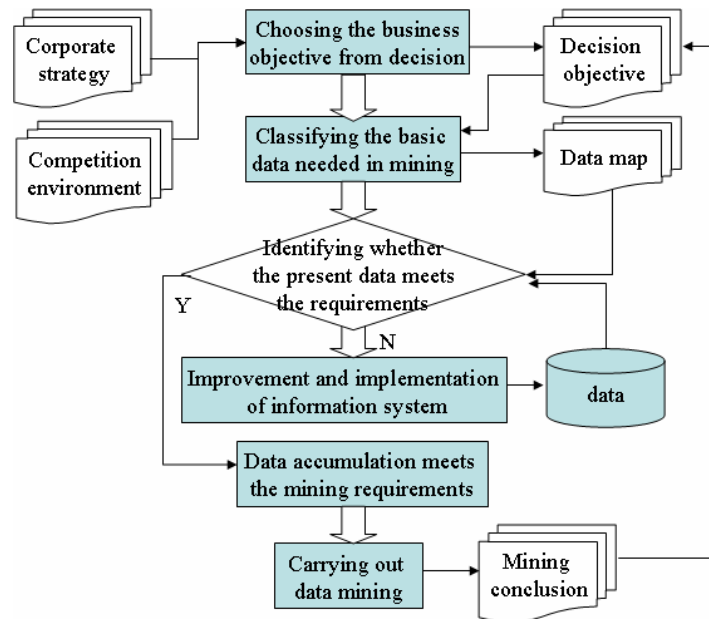 Corporate
strategy
Choosing the business
objective from decision
Decision
objective
Competition
environment
Classifying the basic
data needed in mining
Data map
Identifying whether
the present data meets
the requirements
Y
N
Improvement and implementation
of information system
data
Data accumulation meets
the mining requirements
Carrying out
data mining
Mining
conclusion